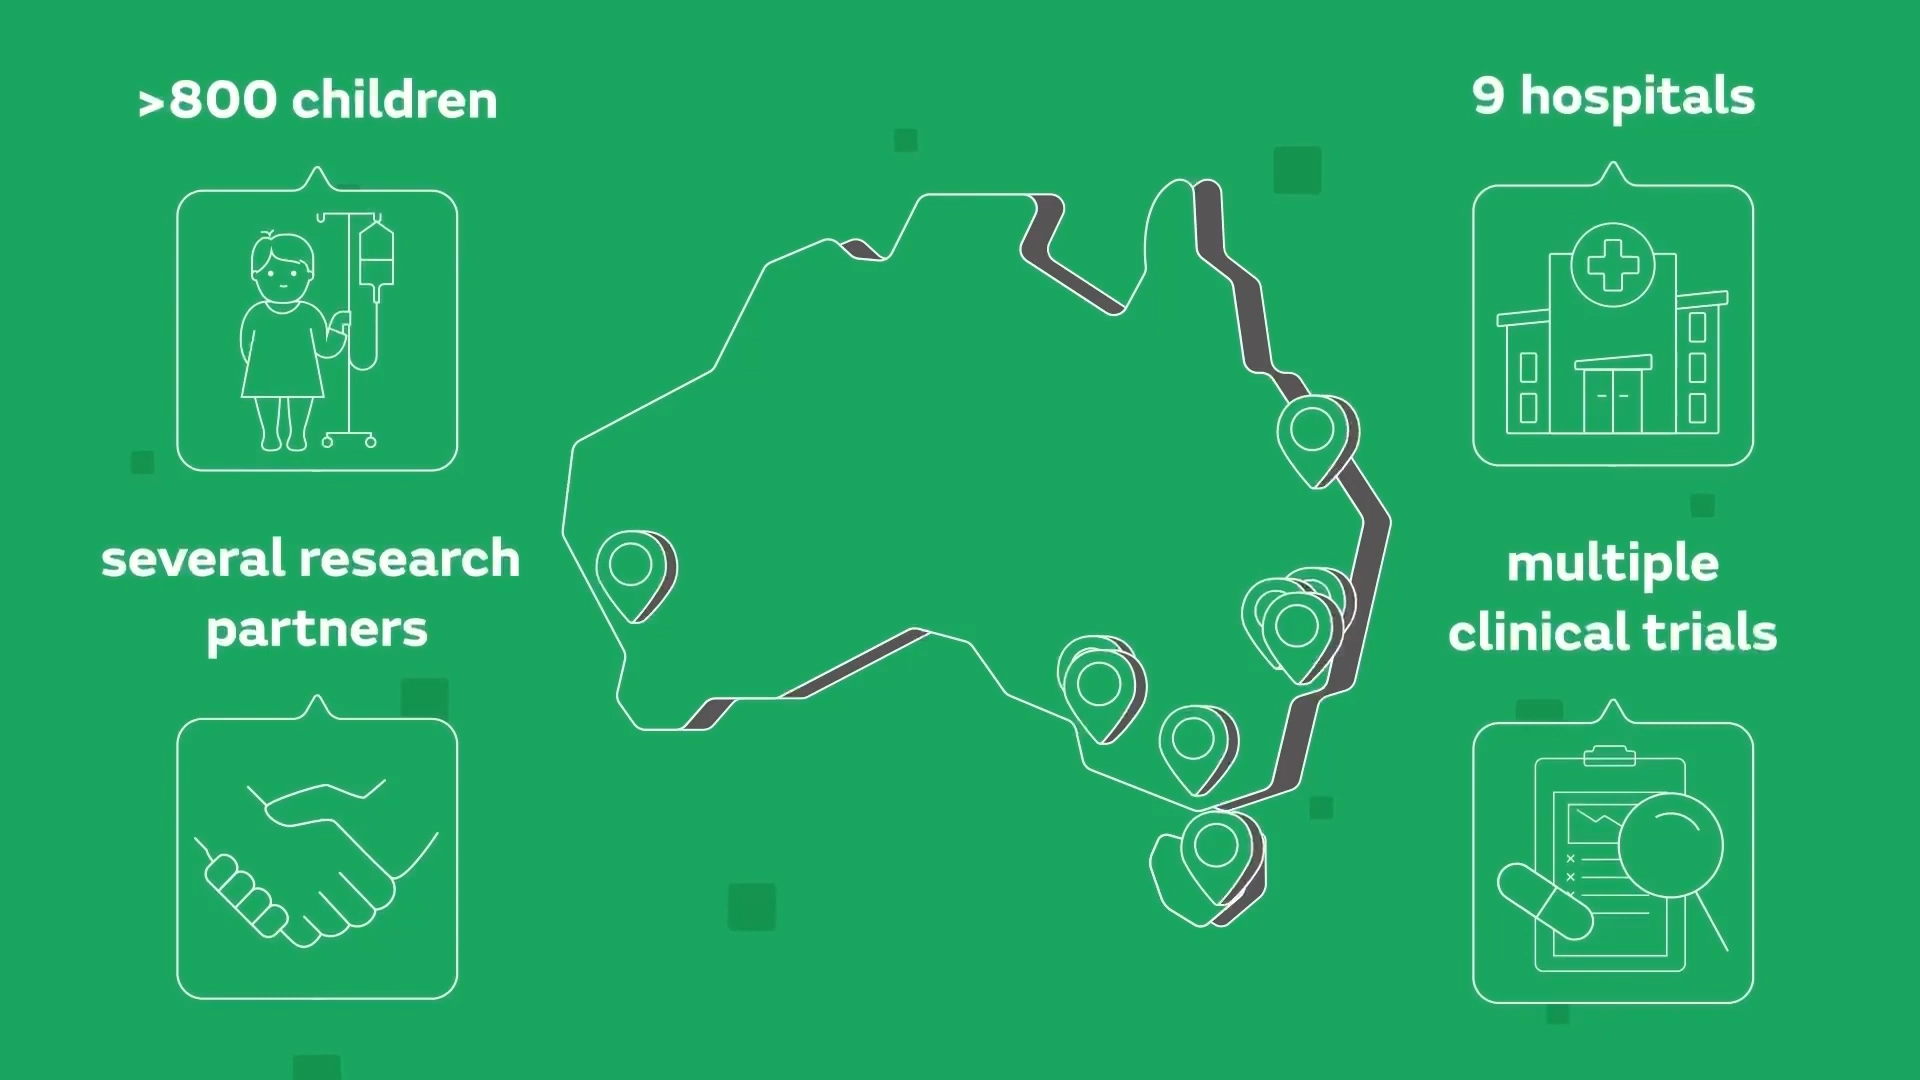 >800 children
9 hospitals
several research
partners
multiple
clinical trials